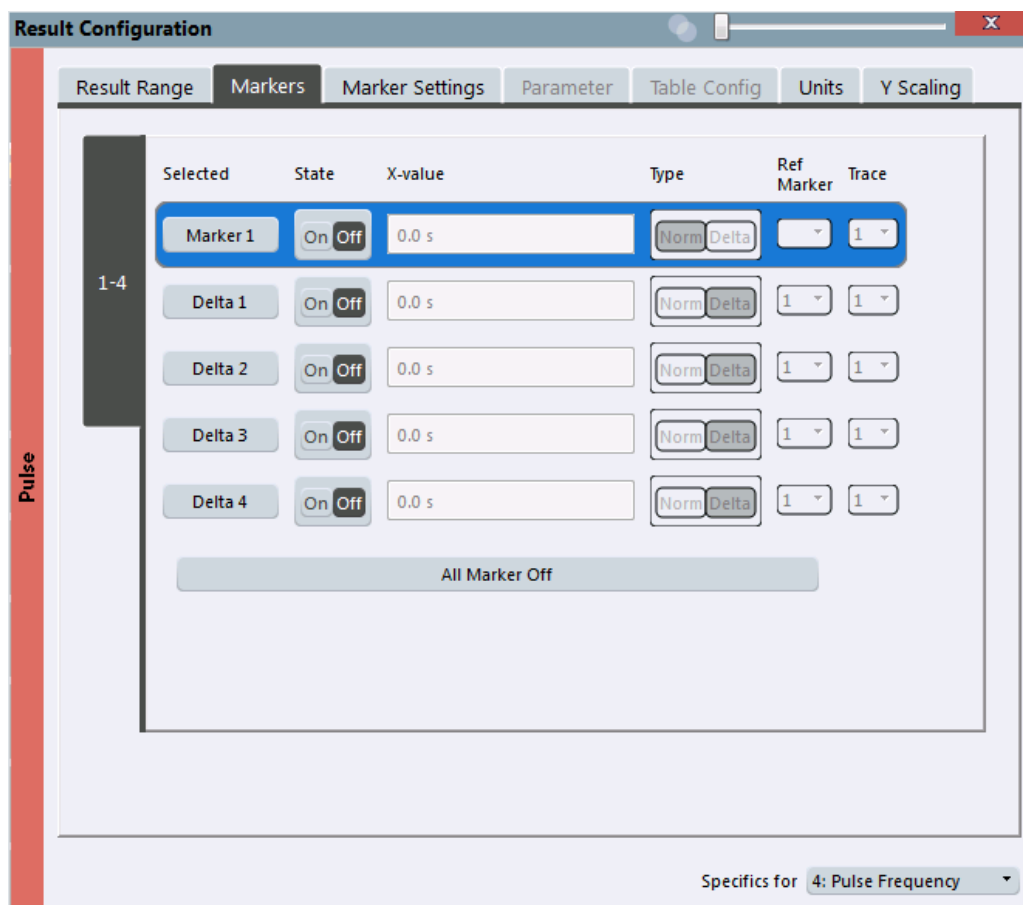 Result Configuration
X
Result Range Markers Marker Settings Parameter Table Config Units Y Scaling
Selected State X-value Type Ref Marker Trace
1-4
Marker 1 On Off 0.0 s Norm Delta 1
Delta 1 On Off 0.0 s Norm Delta 1 1
Delta 2 On Off 0.0 s Norm Delta 1 1
Delta 3 On Off 0.0 s Norm Delta 1 1
Delta 4 On Off 0.0 s Norm Delta 1 1
All Marker Off
Pulse
Specifics for 4: Pulse Frequency